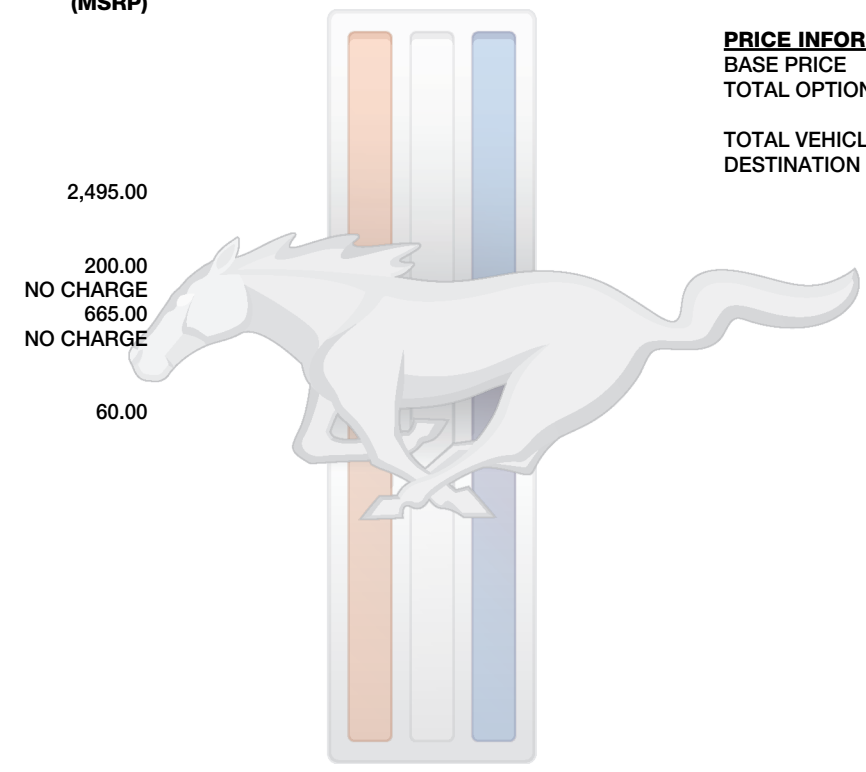 (MSRP)
2,495.00
200.00
NO CHARGE
665.00
NO CHARGE
60.00
PRICE INFOR
BASE PRICE
TOTAL OPTION
TOTAL VEHICL
DESTINATION